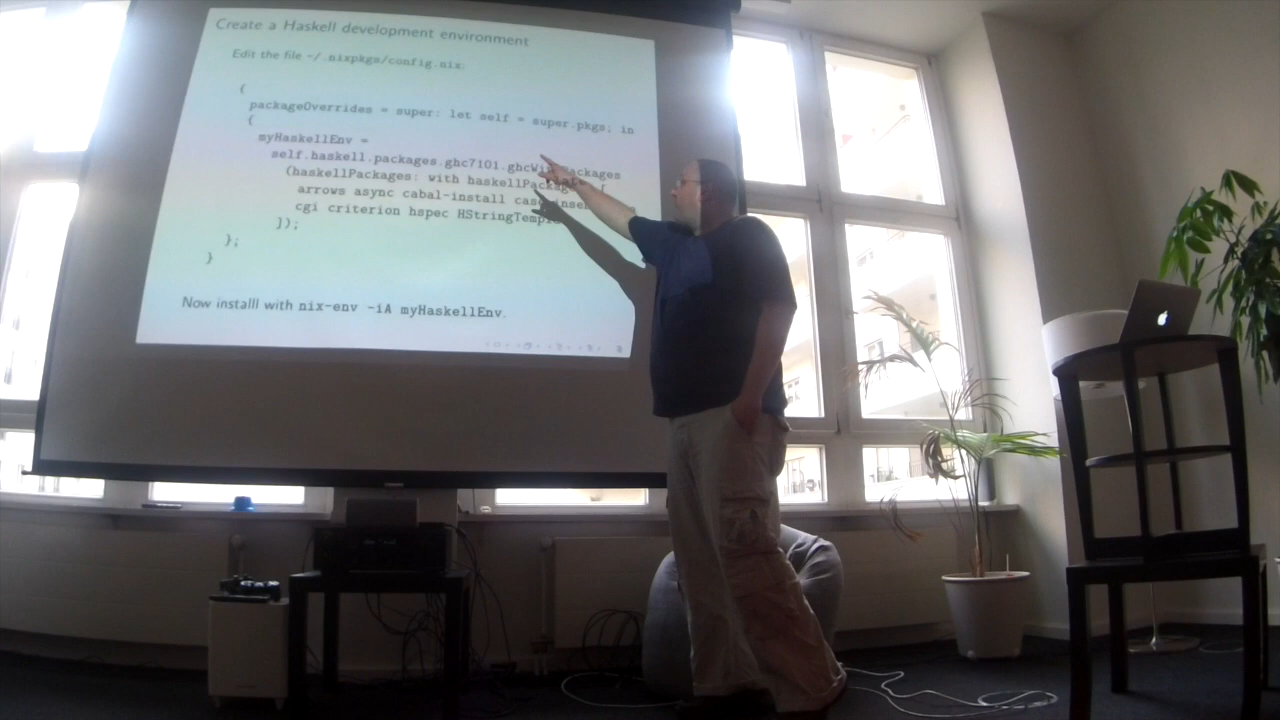 Create a Haskell development environment
Edit the file ~/.nixpkgs/config.nix:
{
packageOverrides = super: let self = super.pkgs; in
{
myHaskellEnv =
self.haskell.packages.ghc7101.ghcWithPackages
(haskellPackages: with haskellPackages; [
arrows async cabal-install
cgi criterion hspec HStringTemplate
]);
};
}
Now installl with nix-env -iA myHaskellEnv.